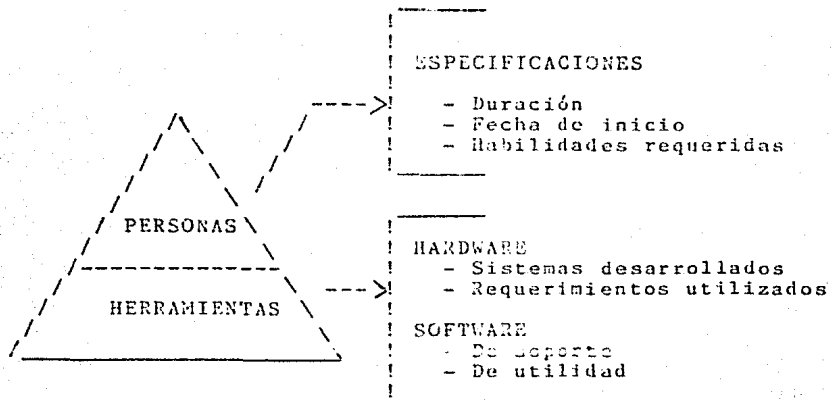 ESPECIFICACIONES
- Duración
- Fecha de inicio
- Habilidades requeridas
PERSONAS
HERRAMIENTAS
HARDWARE
- Sistemas desarrollados
- Requerimientos utilizados
SOFTWARE
- De soporte
- De utilidad